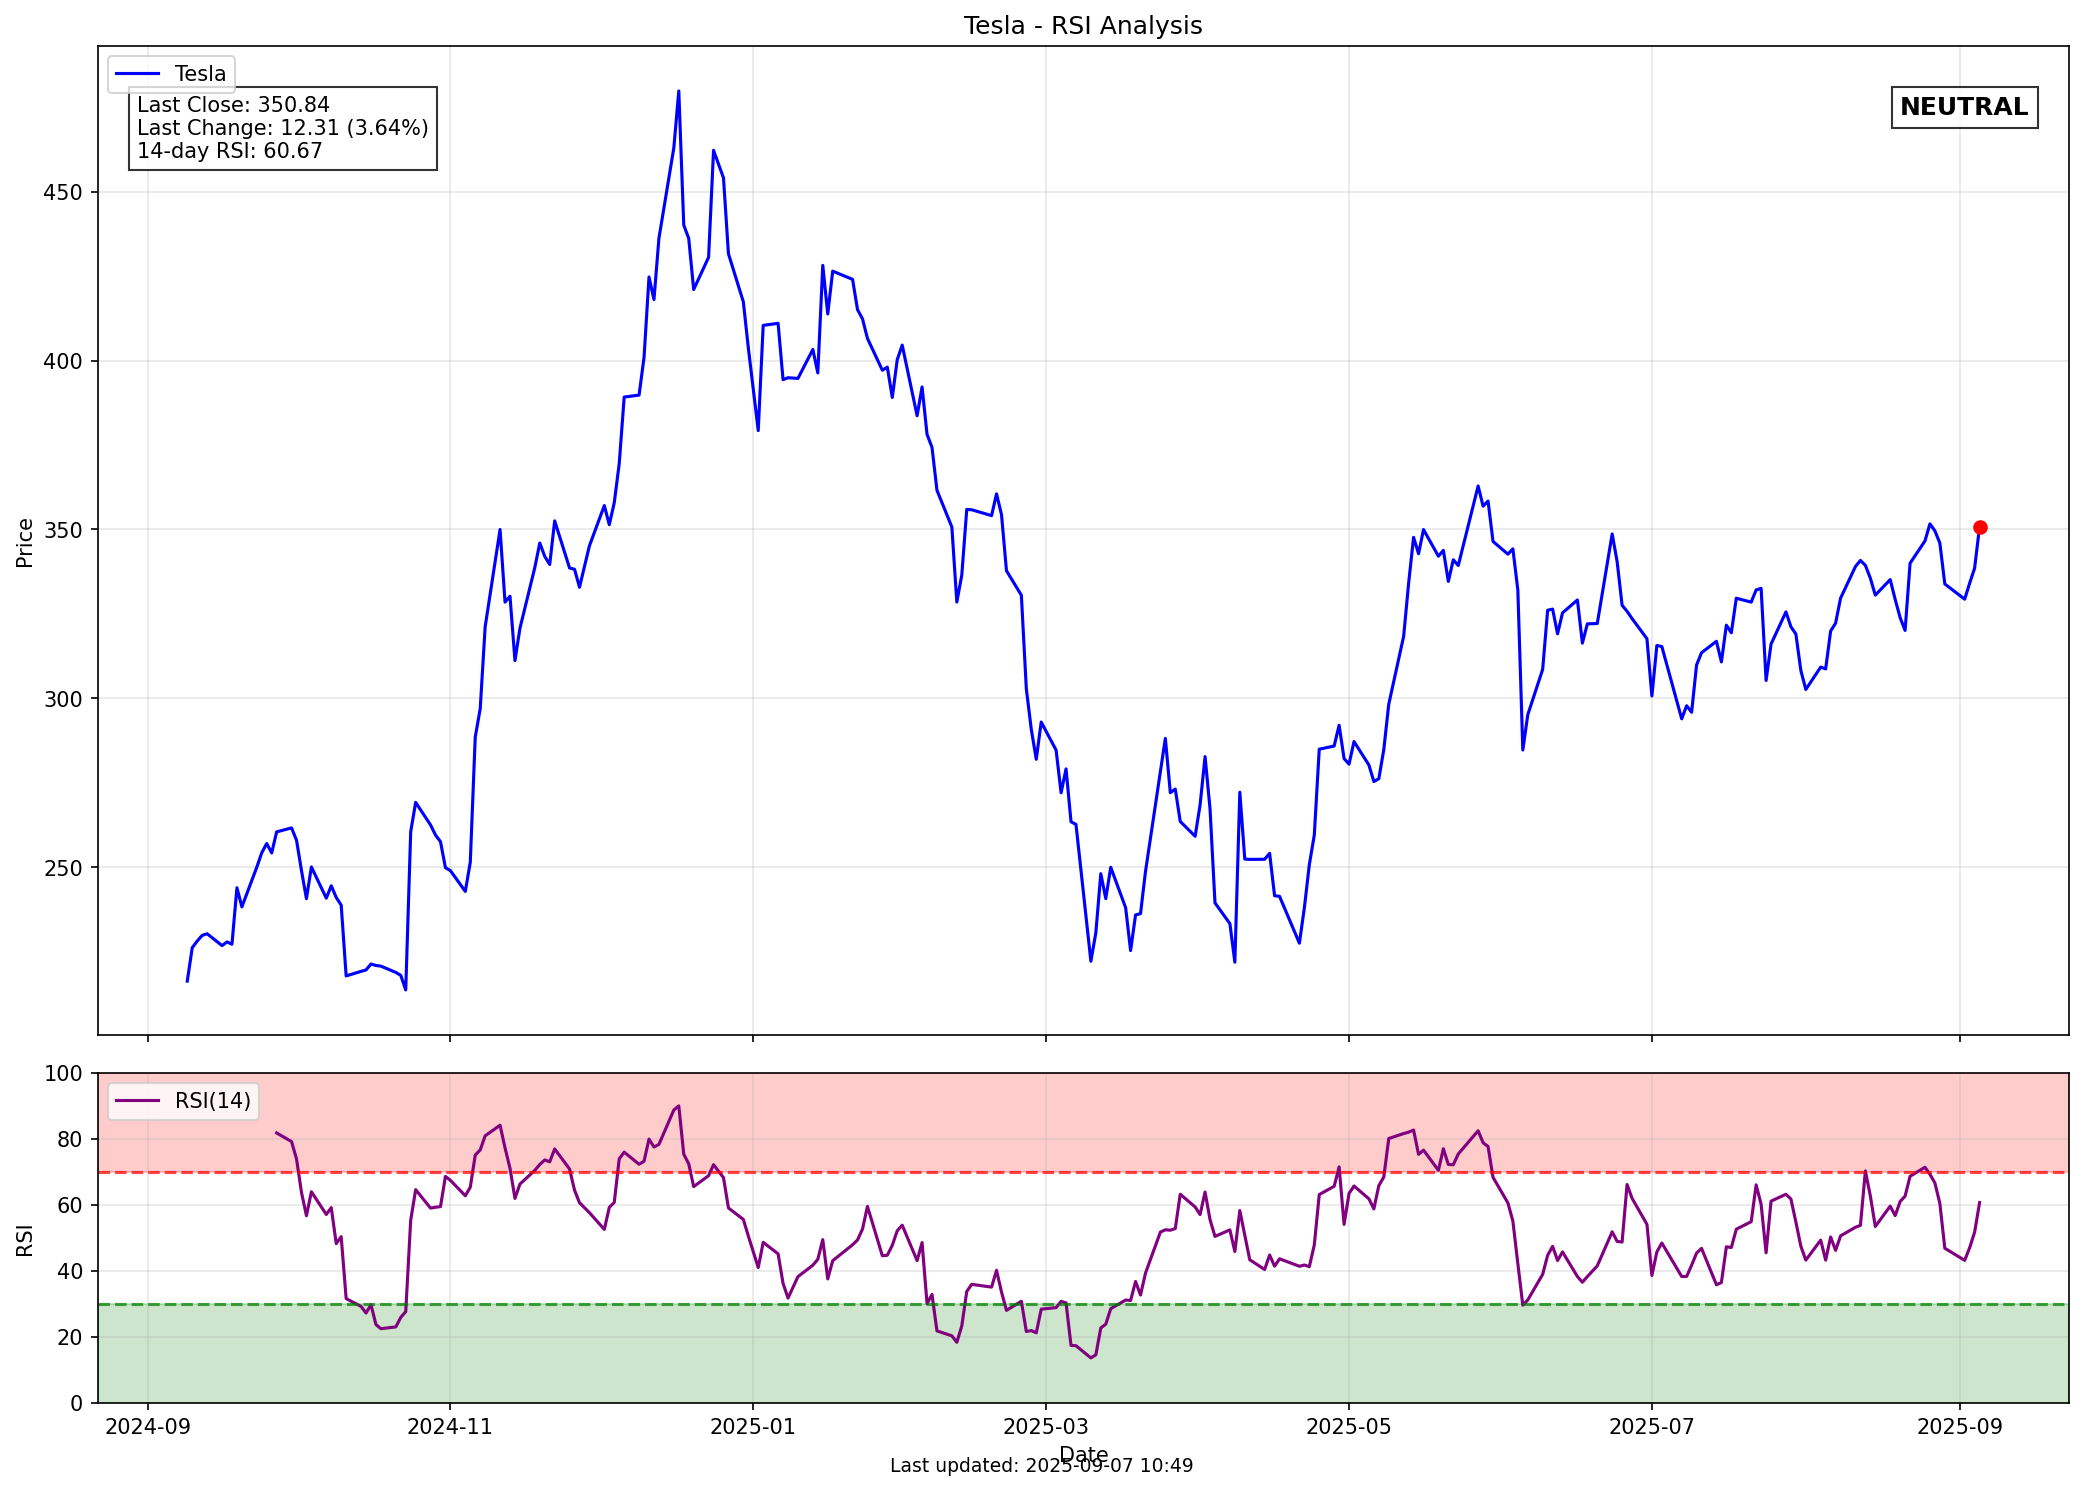 Tesla - RSI Analysis
Tesla
Last Close: 350.84
Last Change: 12.31 (3.64%)
14-day RSI: 60.67
NEUTRAL
Price
450
400
350
300
250
RSI(14)
RSI
100
80
60
40
20
0
2024-09
2024-11
2025-01
2025-03
2025-05
2025-07
2025-09
Date
Last updated: 2025-09-07 10:49